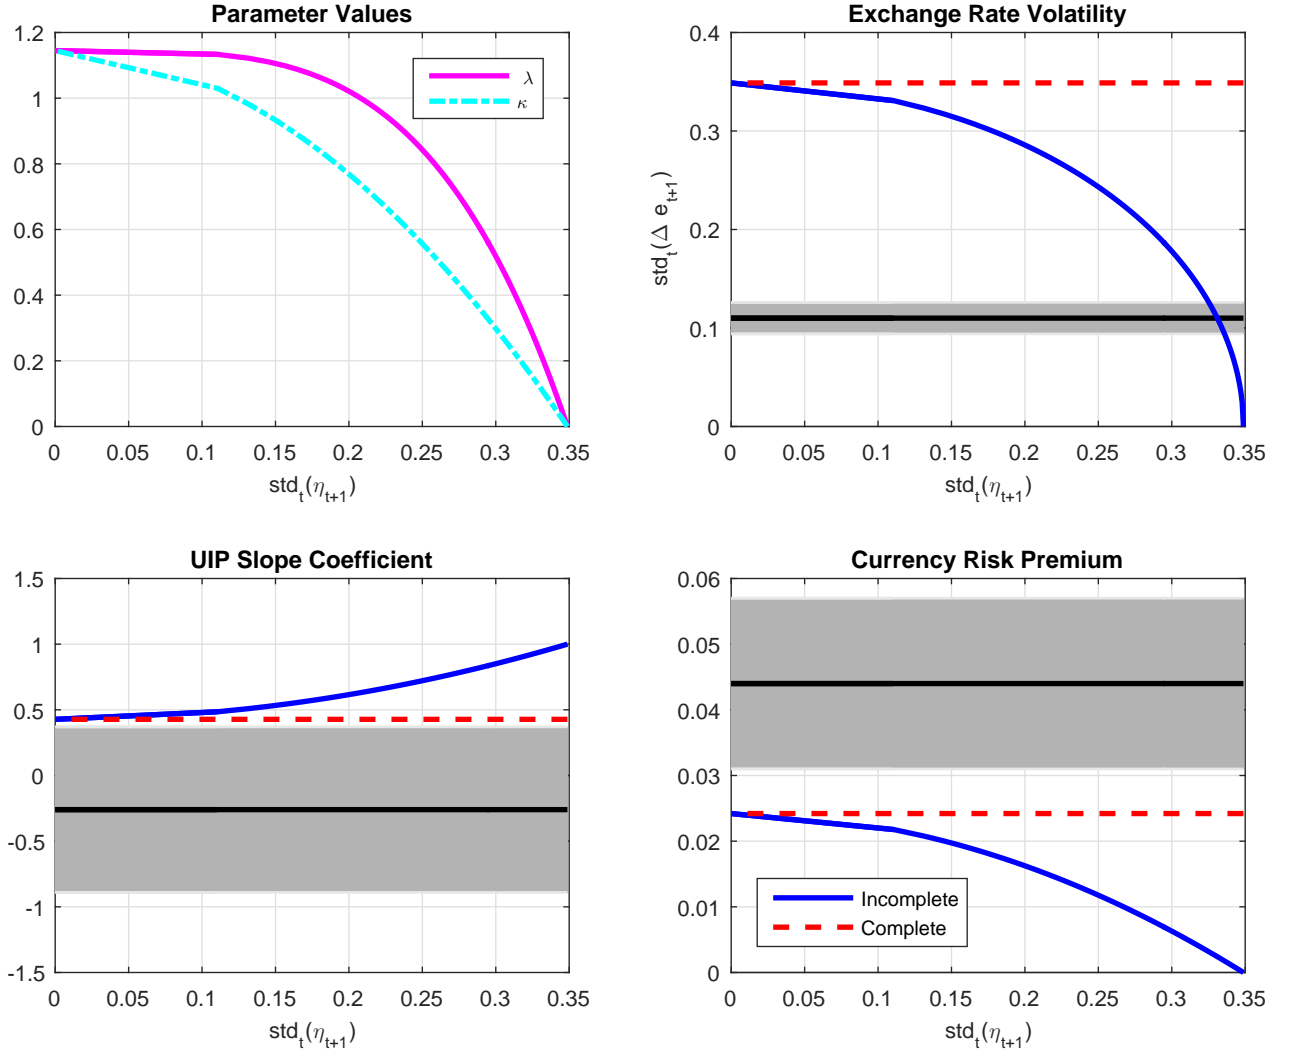 Parameter Values
1.2
1
0.8
0.6
0.4
0.2
0
λ
κ
0 0.05 0.1 0.15 0.2 0.25 0.3 0.35
std_t(η_{t+1})
Exchange Rate Volatility
0.4
0.3
0.2
0.1
0
std_t(Δ e_{t+1})
0 0.05 0.1 0.15 0.2 0.25 0.3 0.35
std_t(η_{t+1})
UIP Slope Coefficient
1.5
1
0.5
0
-0.5
-1
-1.5
0 0.05 0.1 0.15 0.2 0.25 0.3 0.35
std_t(η_{t+1})
Currency Risk Premium
0.06
0.05
0.04
0.03
0.02
0.01
0
Incomplete
Complete
0 0.05 0.1 0.15 0.2 0.25 0.3 0.35
std_t(η_{t+1})